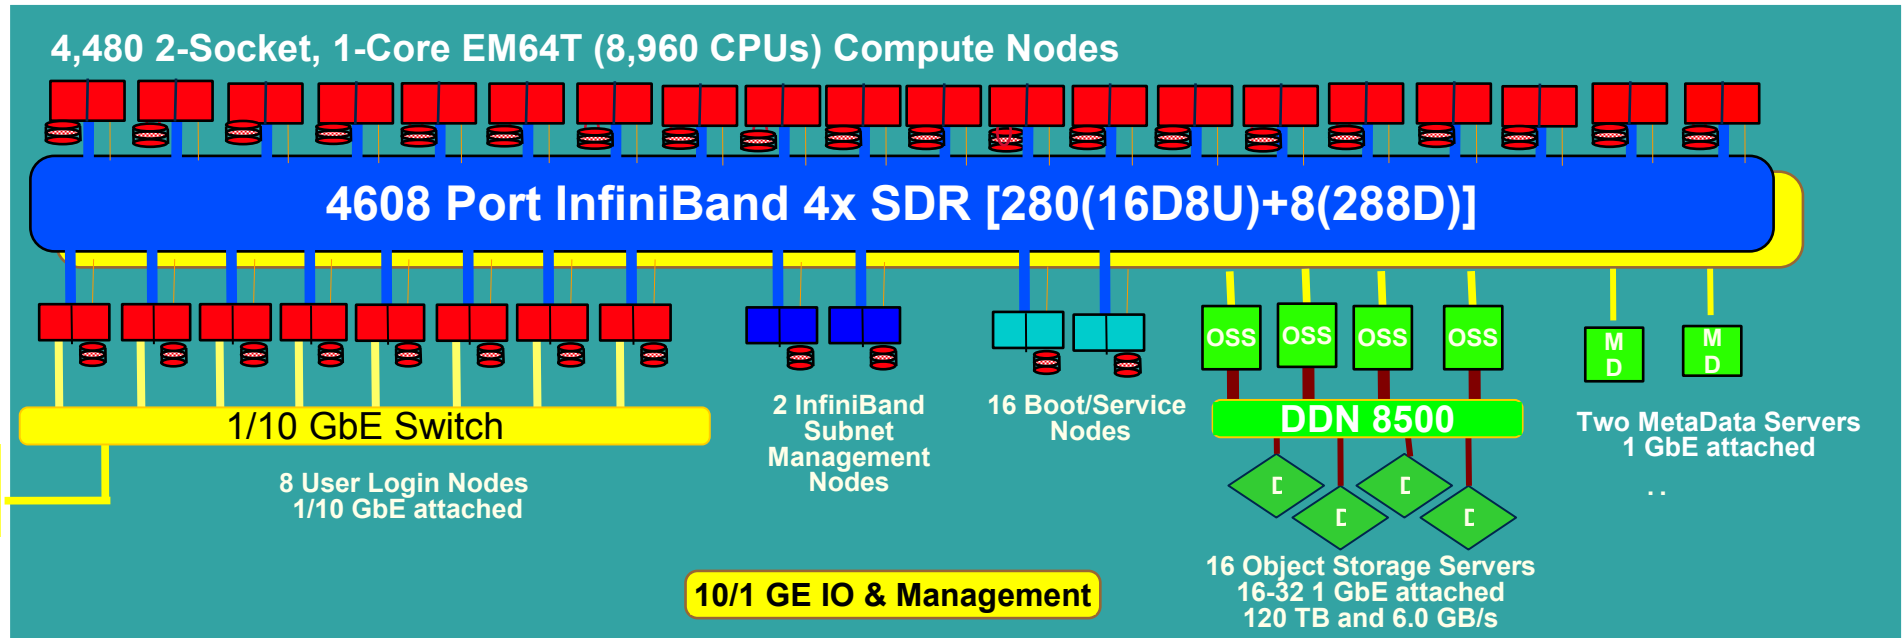 4,480 2-Socket, 1-Core EM64T (8,960 CPUs) Compute Nodes
4608 Port InfiniBand 4x SDR [280(16D8U)+8(288D)]
OSS
OSS
OSS
OSS
M
D
M
D
1/10 GbE Switch
8 User Login Nodes
1/10 GbE attached
2 InfiniBand
Subnet
Management
Nodes
16 Boot/Service
Nodes
DDN 8500
Two MetaData Servers
1 GbE attached
. .
16 Object Storage Servers
16-32 1 GbE attached
120 TB and 6.0 GB/s
10/1 GE IO & Management